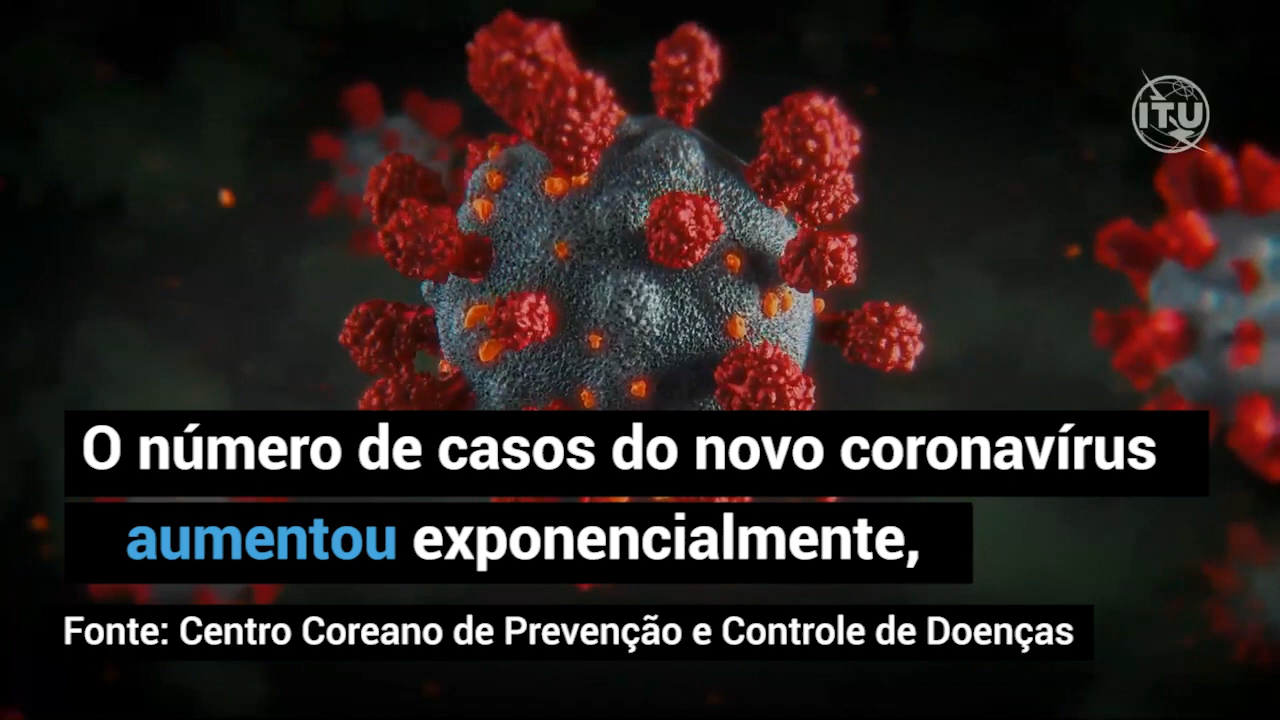 ITU
O número de casos do novo coronavírus
aumentou exponencialmente,
Fonte: Centro Coreano de Prevenção e Controle de Doenças